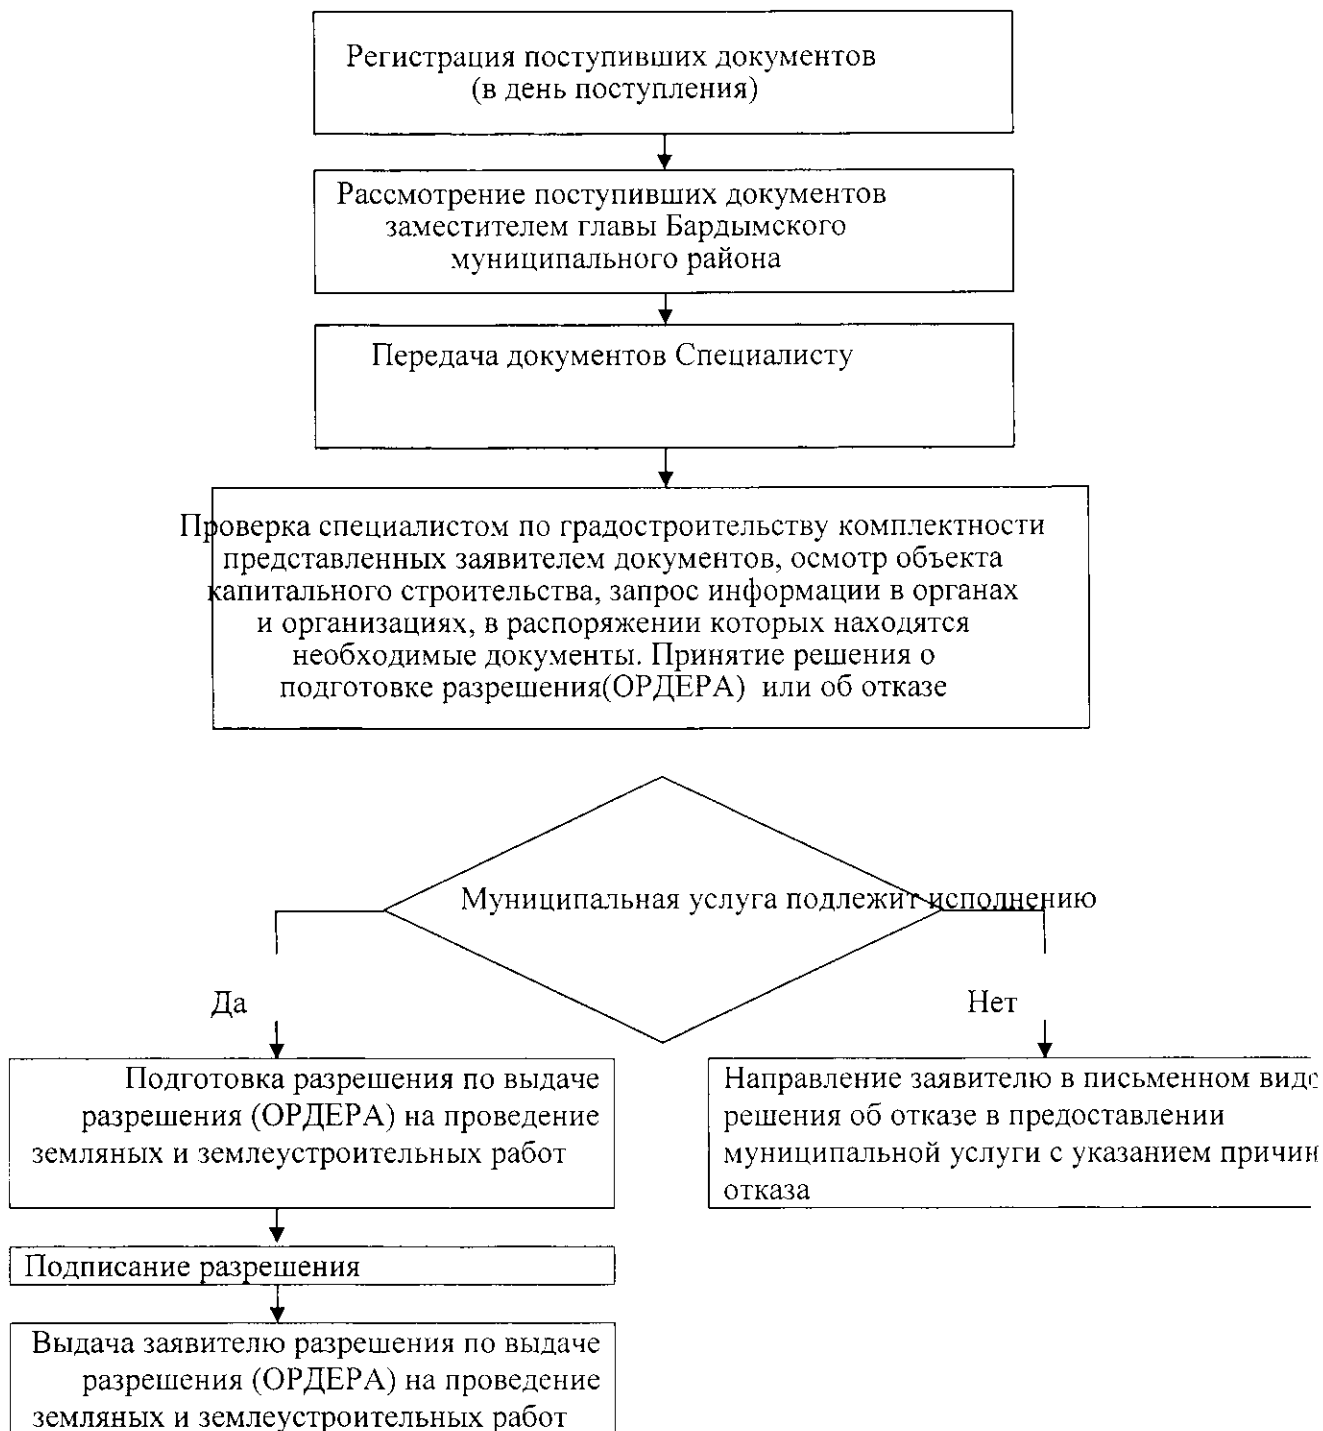 Регистрация поступивших документов
(в день поступления)
Рассмотрение поступивших документов
заместителем главы Бардымского
муниципального района
Передача документов Специалисту
Проверка специалистом по градостроительству комплектности
представленных заявителем документов, осмотр объекта
капитального строительства, запрос информации в органах
и организациях, в распоряжении которых находятся
необходимые документы. Принятие решения о
подготовке разрешения(ОРДЕРА) или об отказе
Муниципальная услуга подлежит исполнению
Да
Нет
Подготовка разрешения по выдаче
разрешения (ОРДЕРА) на проведение
земляных и землеустроительных работ
Направление заявителю в письменном виде
решения об отказе в предоставлении
муниципальной услуги с указанием причин
отказа
Подписание разрешения
Выдача заявителю разрешения по выдаче
разрешения (ОРДЕРА) на проведение
земляных и землеустроительных работ